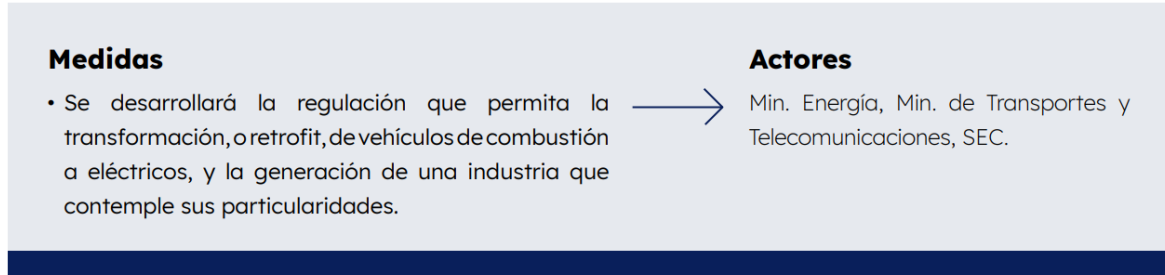 Medidas
• Se desarrollará la regulación que permita la
transformación, o retrofit, de vehículos de combustión
a eléctricos, y la generación de una industria que
contemple sus particularidades.
Actores
Min. Energía, Min. de Transportes y
Telecomunicaciones, SEC.